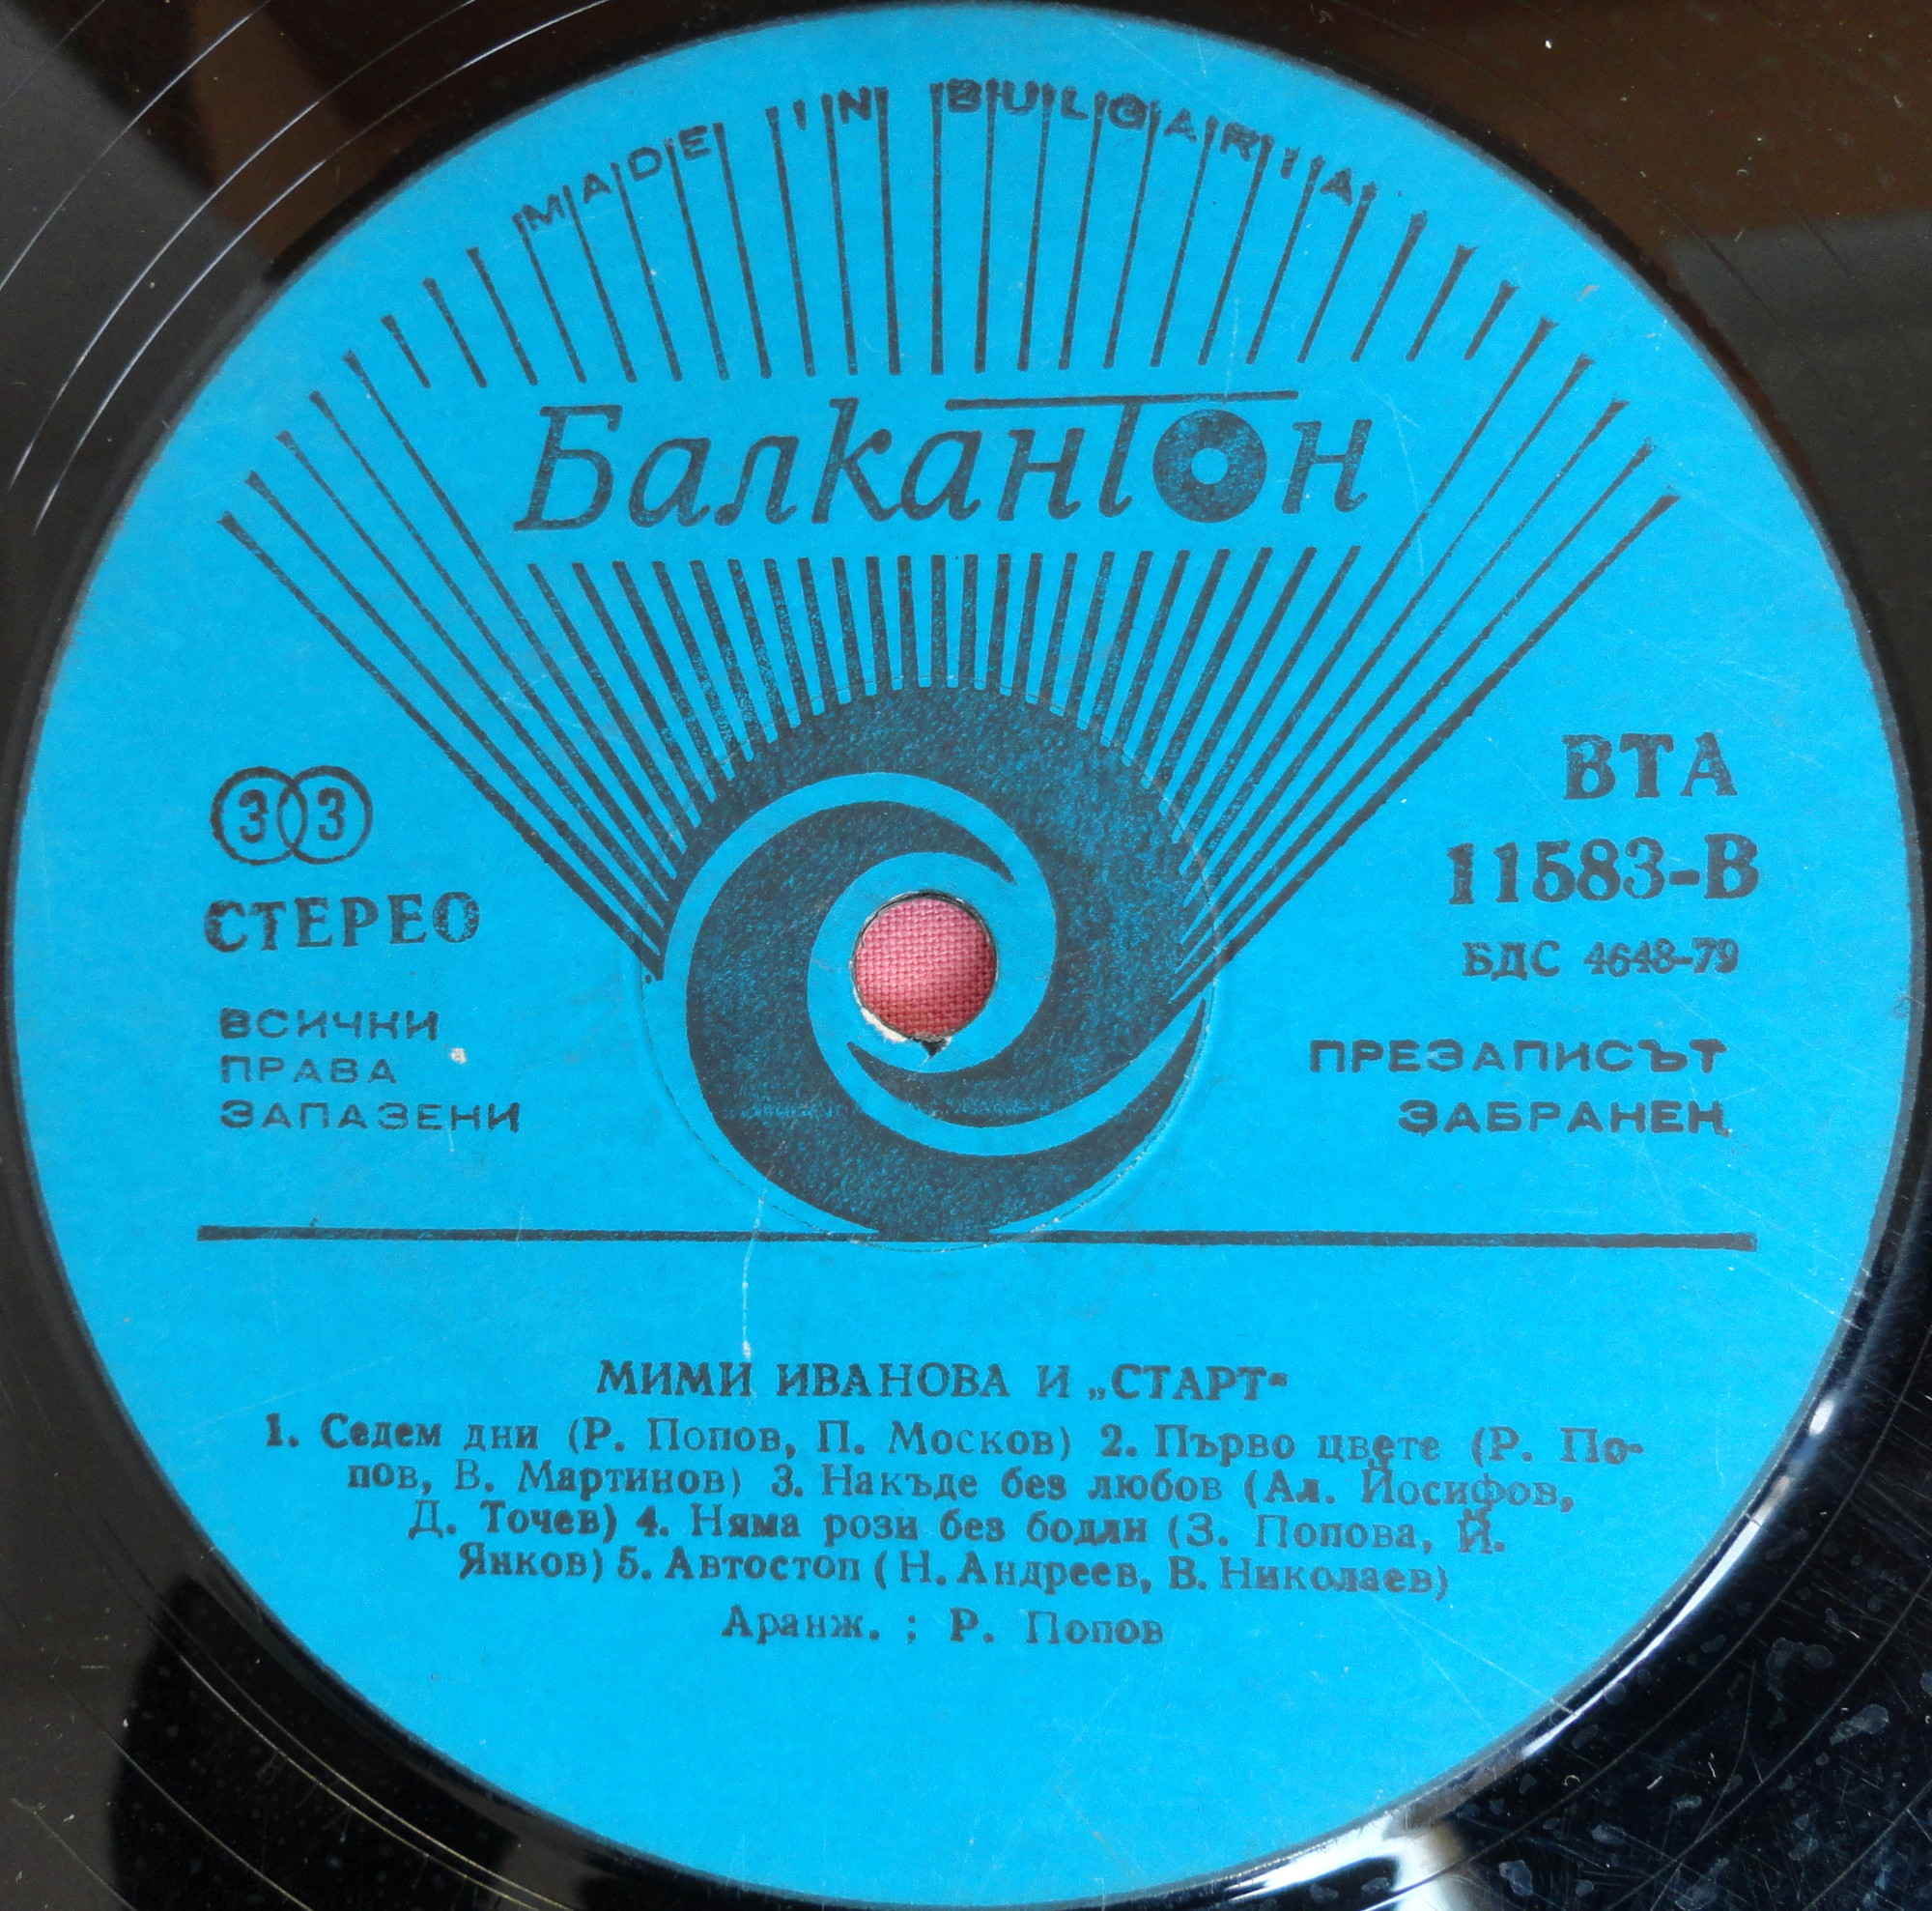 MADE IN BULGARIA
Балкантон
33
СТЕРЕО
ВСИЧКИ
ПРАВА
ЗАПАЗЕНИ
ВТА
11583-В
БДС 4648-79
ПРЕЗАПИСЪТ
ЗАБРАНЕН
МИМИ ИВАНОВА И „СТАРТ"
1. Седем дни (Р. Попов, П. Москов) 2. Първо цвете (Р. По-
пов, В. Мартинов) 3. Накъде без любов (Ал. Йосифов,
Д. Точев) 4. Няма рози без бодли (З. Попова, Й.
Янков) 5. Автостоп (Н. Андреев, В. Николаев)
Аранж. : Р. Попов